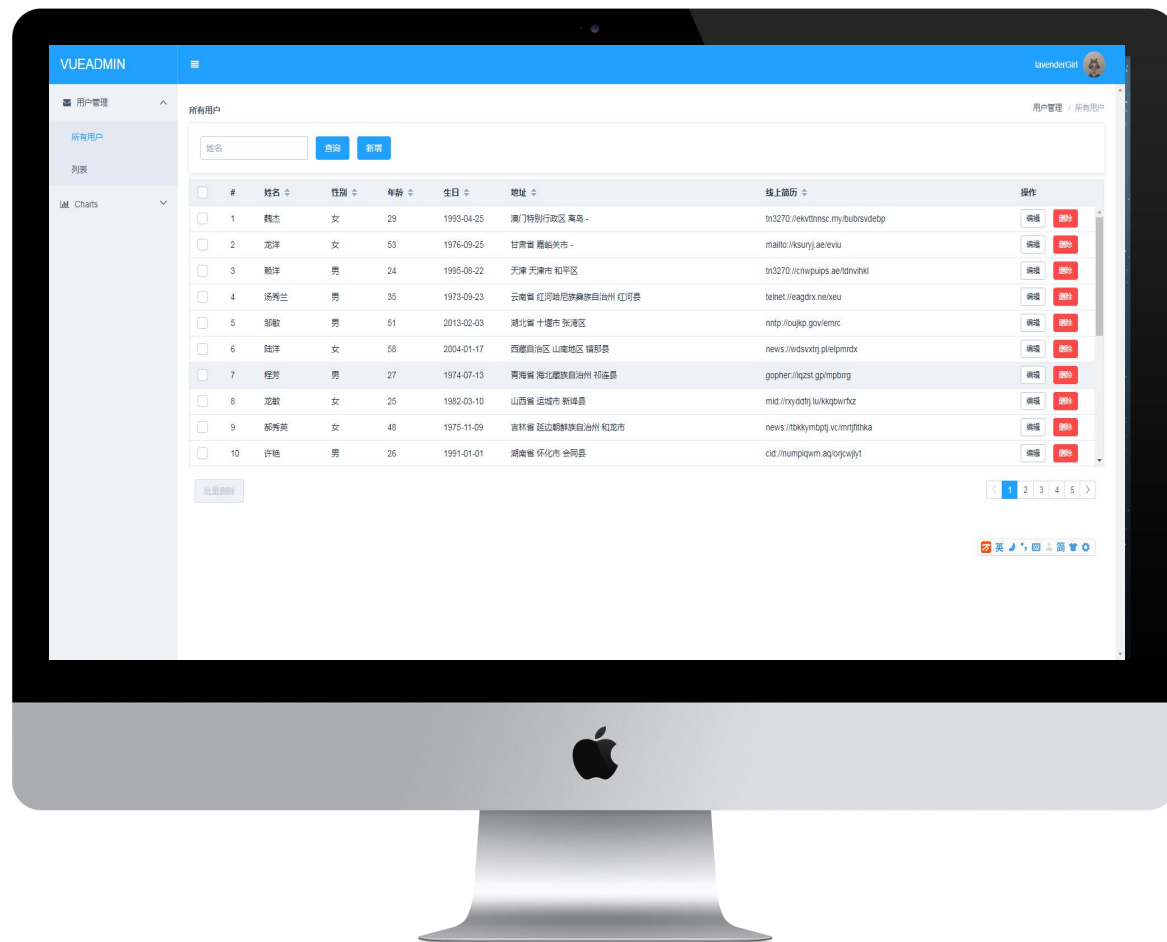 VUEADMIN lavenderGirl
用户管理
所有用户
列表
Charts
所有用户 用户管理 / 所有用户
姓名 查询 新增
# 姓名 性别 年龄 生日 地址 线上简历 操作
1 魏杰 女 29 1993-04-25 澳门特别行政区 离岛 - tn3270://ekvttnnsc.my/bubrsvdebp 编辑 删除
2 龙洋 女 53 1976-09-25 甘肃省 嘉峪关市 - mailto://ksuryj.ae/eviu 编辑 删除
3 赖洋 男 24 1995-08-22 天津 天津市 和平区 tn3270://cnwpuips.ae/tdnvihkl 编辑 删除
4 汤秀兰 男 35 1973-09-23 云南省 红河哈尼族彝族自治州 红河县 telnet://eagdrx.ne/xeu 编辑 删除
5 邹敏 男 51 2013-02-03 湖北省 十堰市 张湾区 nntp://oujkp.gov/emrc 编辑 删除
6 陆洋 女 58 2004-01-17 西藏自治区 山南地区 错那县 news://wdsvxtrj.pl/elpmrdx 编辑 删除
7 程芳 男 27 1974-07-13 青海省 海北藏族自治州 祁连县 gopher://iqzst.gp/mpbrrg 编辑 删除
8 龙敏 女 25 1982-03-10 山西省 运城市 新绛县 mid://rxyddfrj.lu/kkqbwrfxz 编辑 删除
9 郝秀英 女 48 1975-11-09 吉林省 延边朝鲜族自治州 和龙市 news://tbkkymbptj.vc/mrtjfithka 编辑 删除
10 许艳 男 26 1991-01-01 湖南省 怀化市 会同县 cid://numpiqwm.aq/orjcwjlyt 编辑 删除
批量删除 1 2 3 4 5
英 简